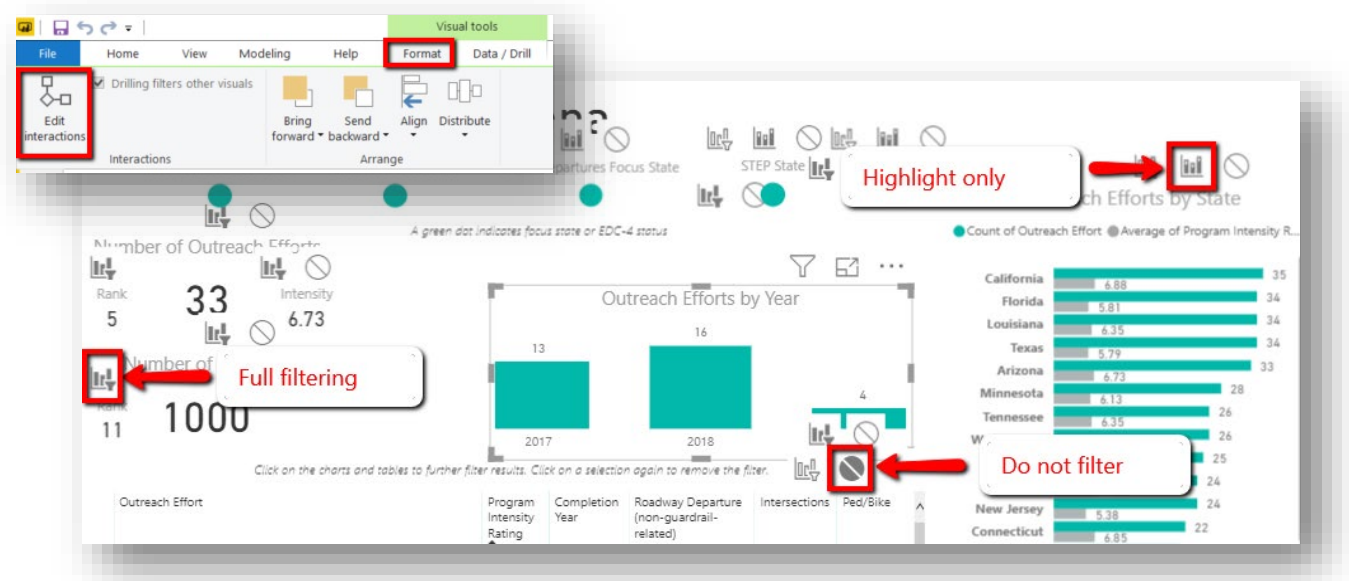 Visual tools
File Home View Modeling Help Format Data / Drill
Drilling filters other visuals
Edit interactions
Bring forward
Send backward
Align
Distribute
Interactions
Arrange
Focus State
STEP State
Highlight only
Efforts by State
A green dot indicates focus state or EDC-4 status
Count of Outreach Effort Average of Program Intensity R...
Number of Outreach Efforts
Rank
5
33
Intensity
6.73
Number of
Full filtering
Rank
11
1000
Outreach Efforts by Year
13
16
4
2017
2018
Do not filter
California 35
6.88
Florida 34
5.81
Louisiana 34
6.35
Texas 34
5.79
Arizona 33
6.73
Minnesota 28
6.13
Tennessee 26
6.35
26
25
24
New Jersey 24
5.38
Connecticut 22
6.85
Click on the charts and tables to further filter results. Click on a selection again to remove the filter.
Outreach Effort
Program Intensity Rating
Completion Year
Roadway Departure (non-guardrail-related)
Intersections
Ped/Bike